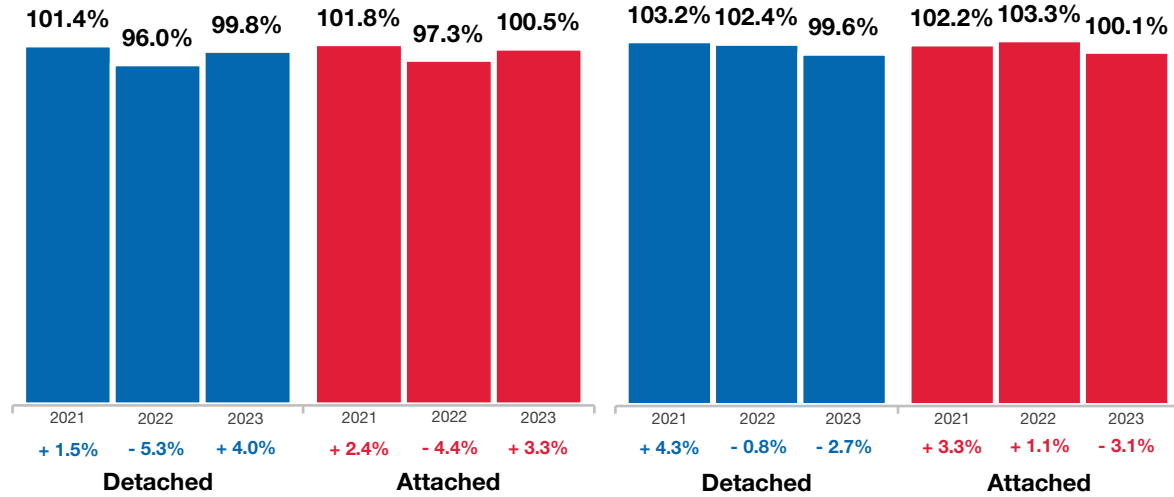 101.4% 96.0% 99.8% 101.8% 97.3% 100.5% 103.2% 102.4% 99.6% 102.2% 103.3% 100.1%
2021 2022 2023 2021 2022 2023 2021 2022 2023 2021 2022 2023
+ 1.5% - 5.3% + 4.0% + 2.4% - 4.4% + 3.3% + 4.3% - 0.8% - 2.7% + 3.3% + 1.1% - 3.1%
Detached Attached Detached Attached